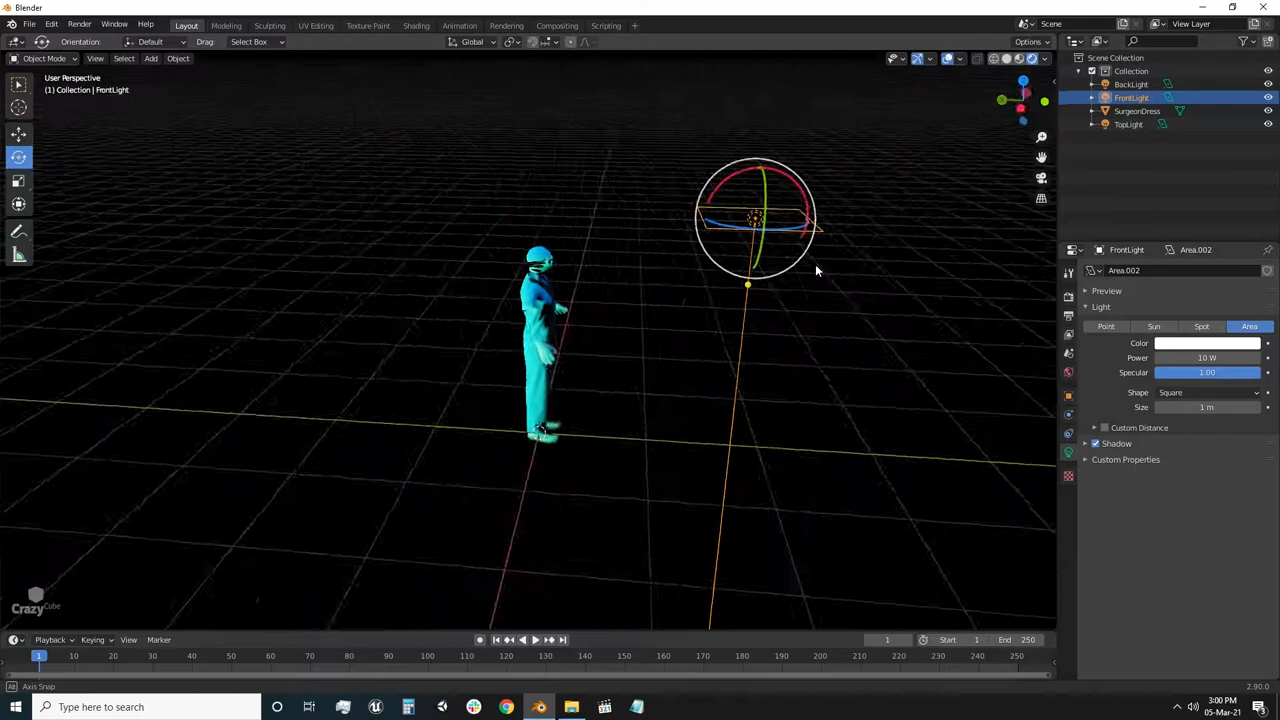 Blender
File Edit Render Window Help
Layout Modeling Sculpting UV Editing Texture Paint Shading Animation Rendering Compositing Scripting +
Scene
View Layer
Orientation: Default Drag: Select Box
Global
Options
Object Mode View Select Add Object
User Perspective
(1) Collection | FrontLight
Scene Collection
Collection
BackLight
FrontLight
SurgeonDress
TopLight
FrontLight Area.002
Area.002
Preview
Light
Point Sun Spot Area
Color
Power 10 W
Specular 1.00
Shape Square
Size 1 m
Custom Distance
Shadow
Custom Properties
CrazyCube
Playback Keying View Marker
1 Start 1 End 250
1 10 20 30 40 50 60 70 80 90 100 110 120 130 140 150 160 170 180 190 200 210 220 230 240 250
Alt Axis Snap
2.90.0
Type here to search
3:00 PM
05-Mar-21